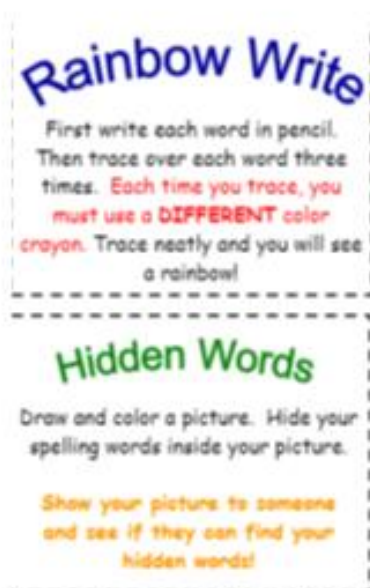 Rainbow Write
First write each word in pencil.
Then trace over each word three
times. Each time you trace, you
must use a DIFFERENT color
crayon. Trace neatly and you will see
a rainbow!
Hidden Words
Draw and color a picture. Hide your
spelling words inside your picture.
Show your picture to someone
and see if they can find your
hidden words!